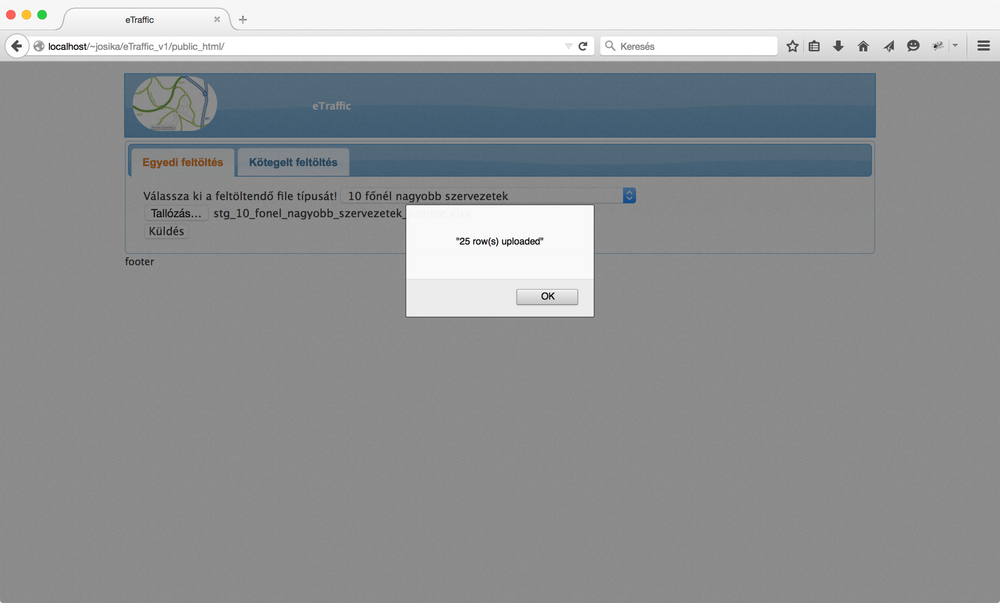 eTraffic
localhost/~josika/eTraffic_v1/public_html/
Keresés
eTraffic
M1
Egyedi feltöltés
Kötegelt feltöltés
Válassza ki a feltöltendő file típusát! 10 főnél nagyobb szervezetek
Tallózás... stg_10_fonel_nagyobb_szervezetek_sample.xlsx
Küldés
footer
"25 row(s) uploaded"
OK